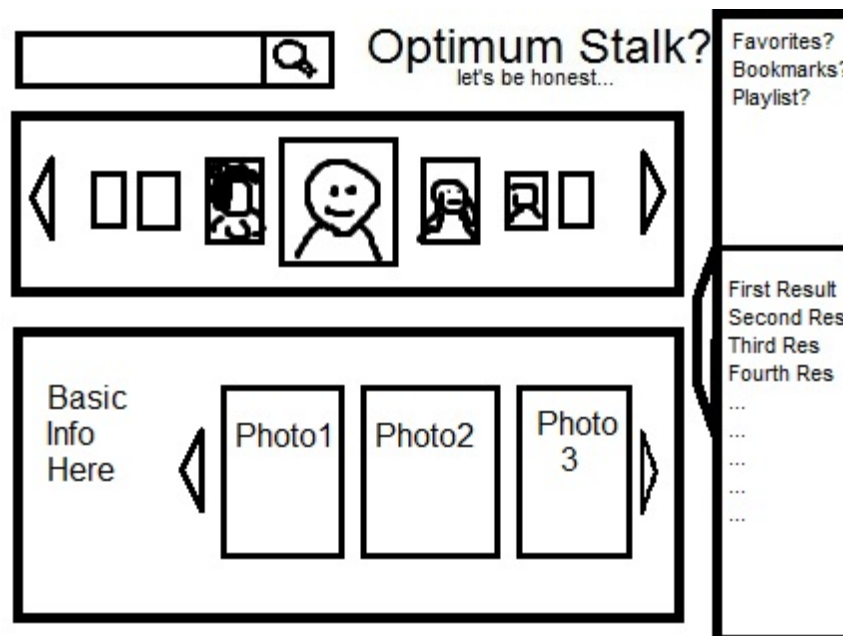 Optimum Stalk?
let's be honest...
Favorites?
Bookmarks?
Playlist?
First Result
Second Res
Third Res
Fourth Res
...
...
...
...
...
Basic
Info
Here
Photo1
Photo2
Photo
3